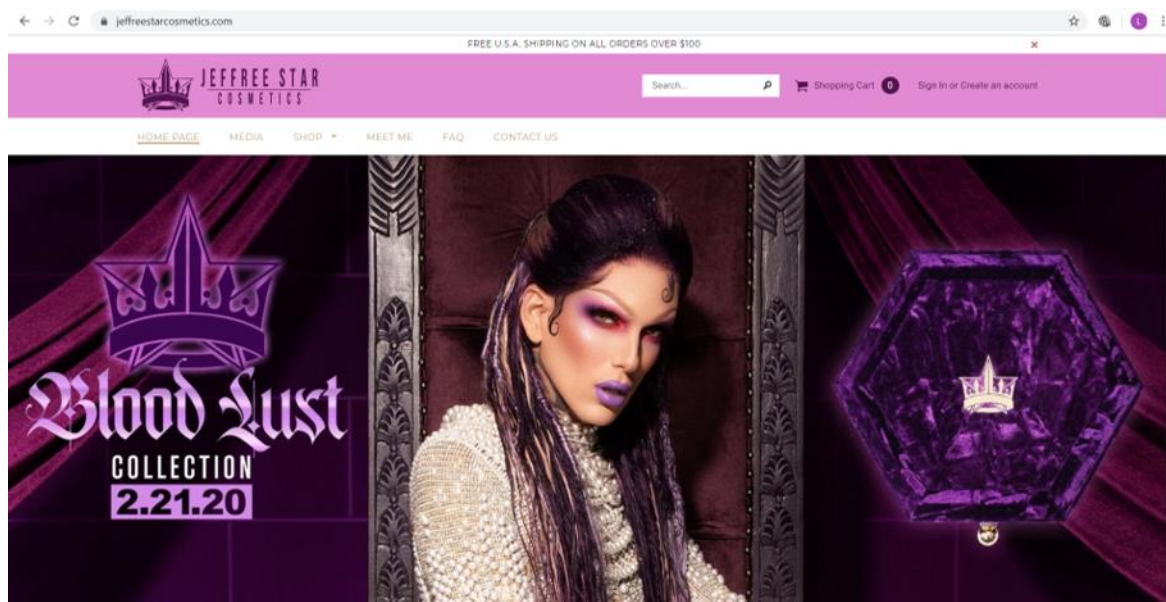 jeffreestarcosmetics.com
L
FREE U.S.A. SHIPPING ON ALL ORDERS OVER $100
JEFFREE STAR
COSMETICS
Search...
Shopping Cart 0
Sign In or Create an account
HOME PAGE MEDIA SHOP MEET ME FAQ CONTACT US
Blood Lust
COLLECTION
2.21.20